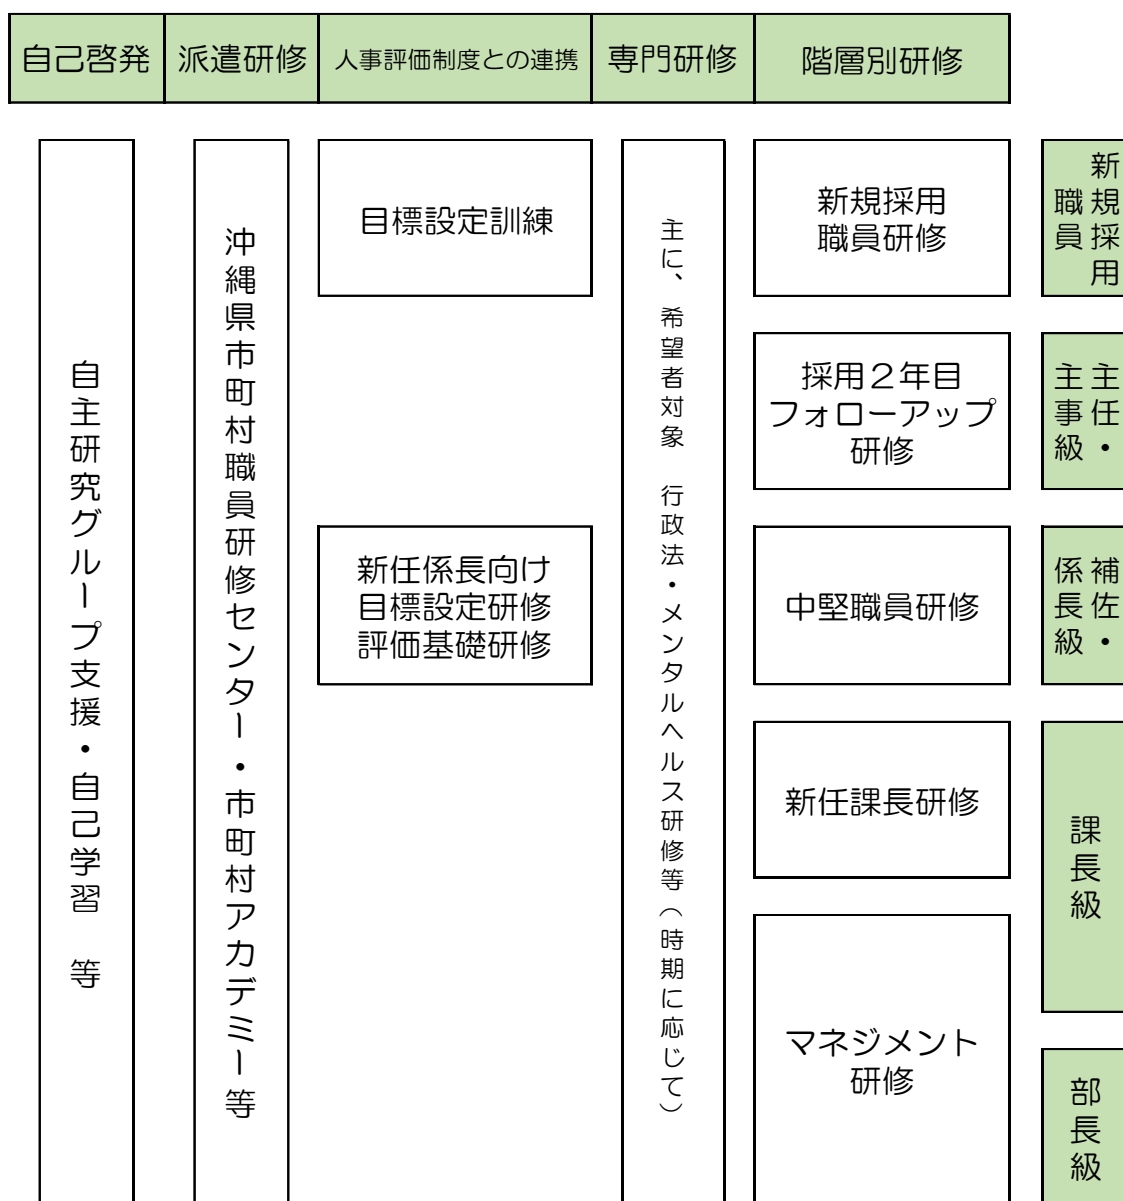 自己啓発
派遣研修
人事評価制度との連携
専門研修
階層別研修
自主研究グループ支援・自己学習　等
沖縄県市町村職員研修センター・市町村アカデミー等
目標設定訓練
新任係長向け
目標設定研修
評価基礎研修
主に、希望者対象　行政法・メンタルヘルス研修等（時期に応じて）
新規採用
職員研修
採用２年目
フォローアップ
研修
中堅職員研修
新任課長研修
マネジメント
研修
新規採用
職員
主任・
主事級
補佐・
係長級
課長級
部長級